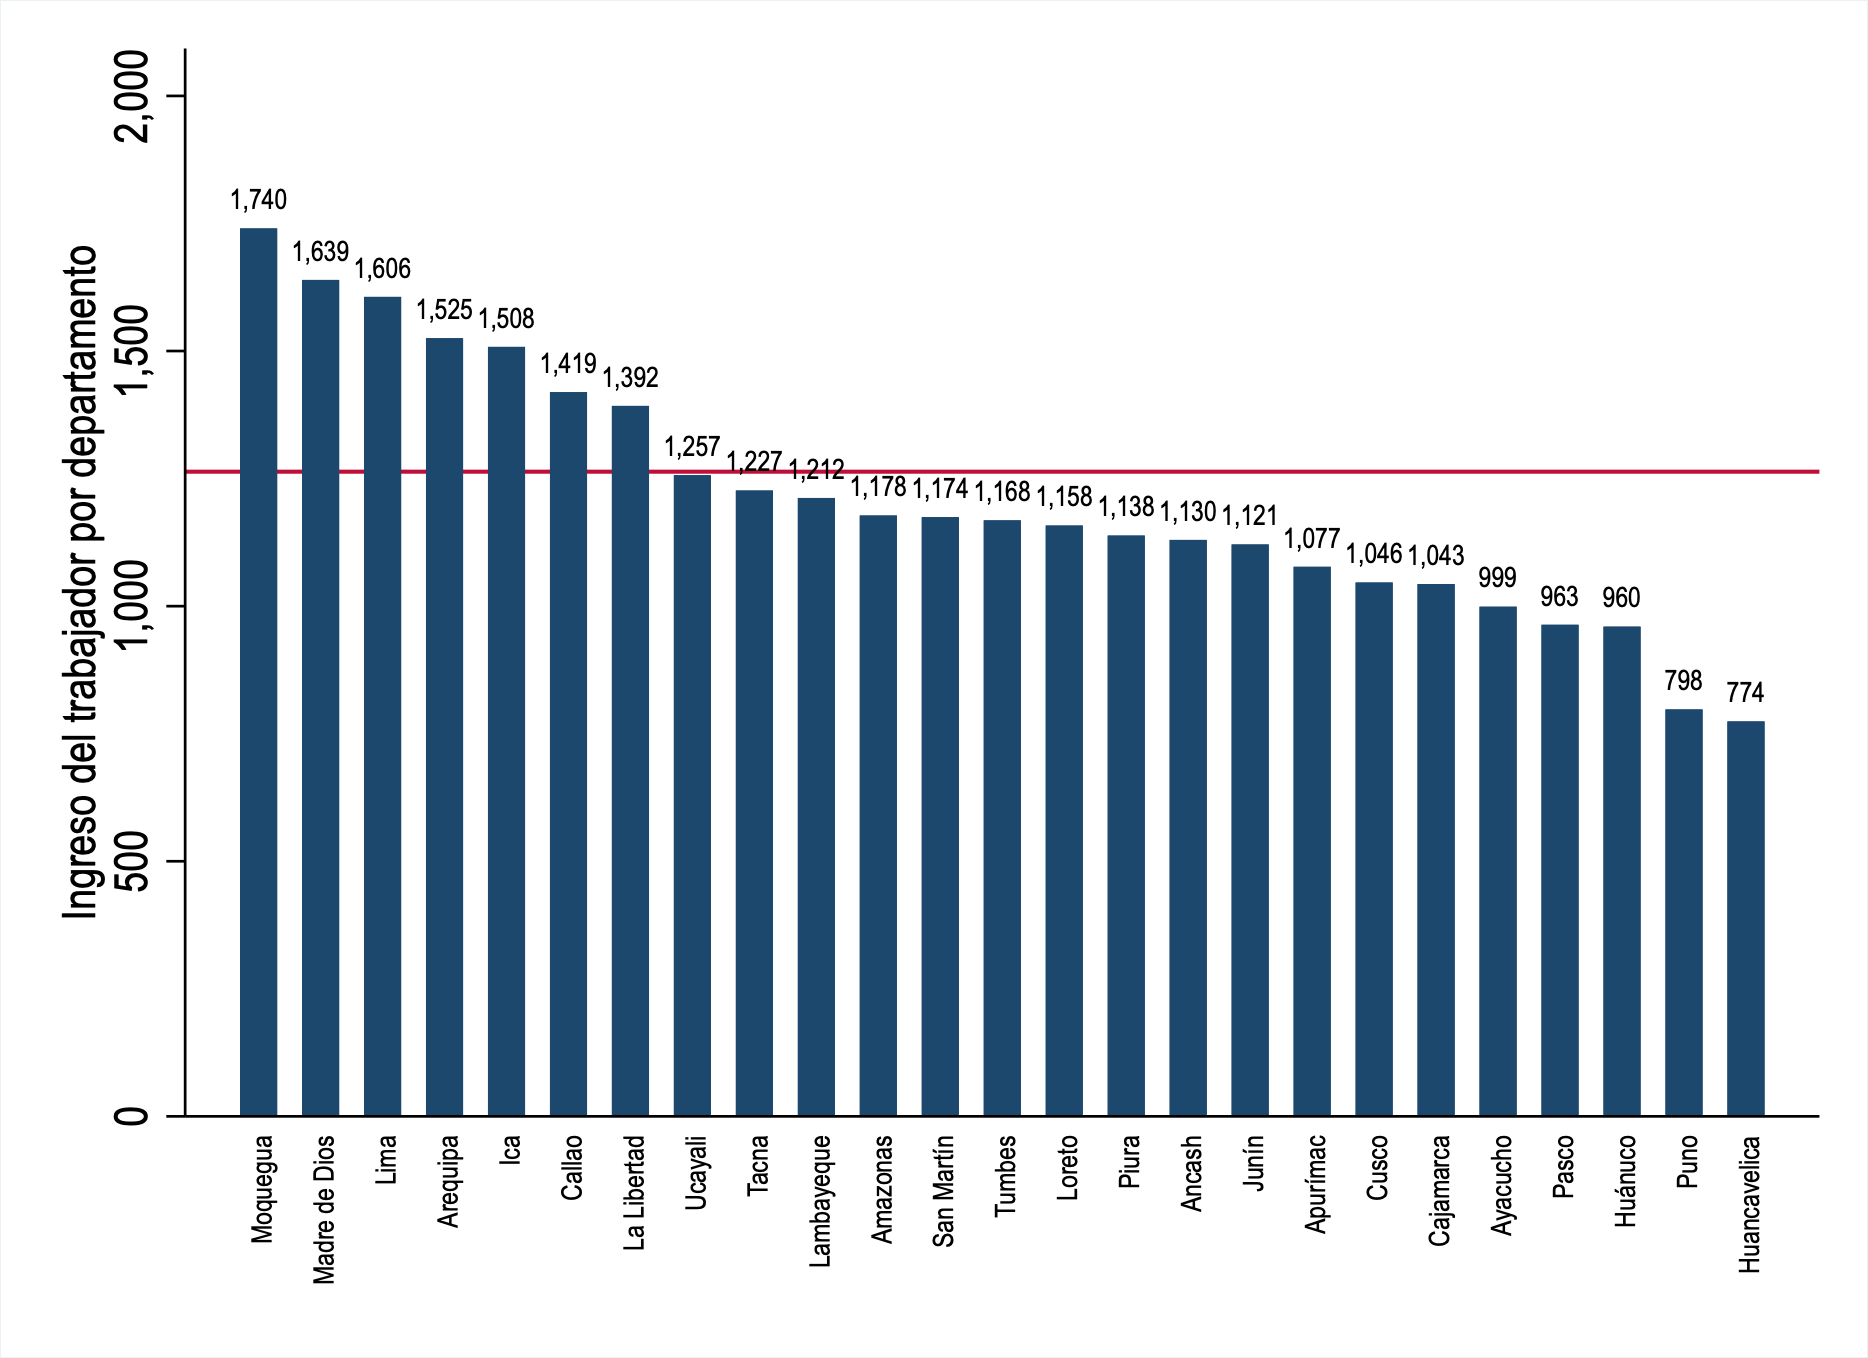 Ingreso del trabajador por departamento
2,000
1,500
1,000
500
0
1,740
1,639
1,606
1,525
1,508
1,419
1,392
1,257
1,227
1,212
1,178
1,174
1,168
1,158
1,138
1,130
1,121
1,077
1,046
1,043
999
963
960
798
774
Moquegua
Madre de Dios
Lima
Arequipa
Ica
Callao
La Libertad
Ucayali
Tacna
Lambayeque
Amazonas
San Martín
Tumbes
Loreto
Piura
Ancash
Junín
Apurímac
Cusco
Cajamarca
Ayacucho
Pasco
Huánuco
Puno
Huancavelica